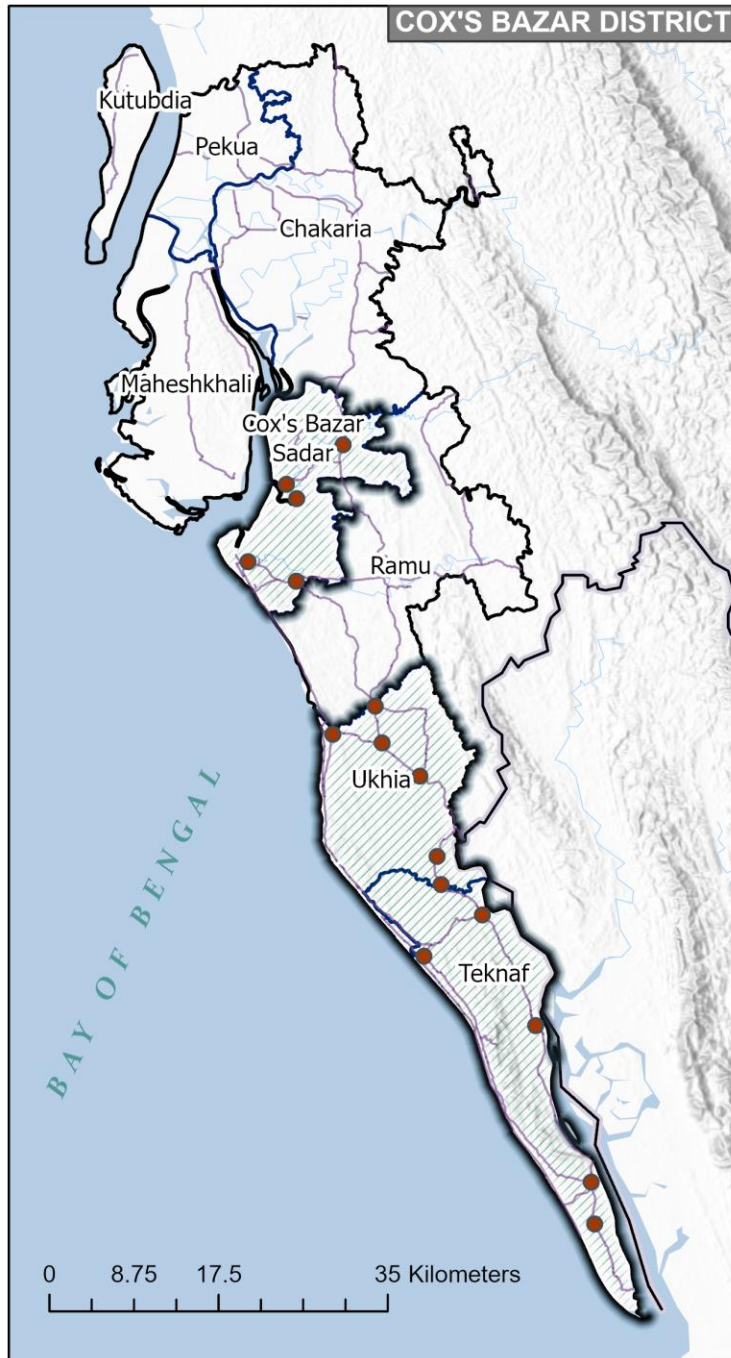 COX'S BAZAR DISTRICT
Kutubdia
Pekua
Chakaria
Maheshkhali
Cox's Bazar
Sadar
Ramu
Ukhia
Teknaf
BAY OF BENGAL
0 8.75 17.5 35 Kilometers